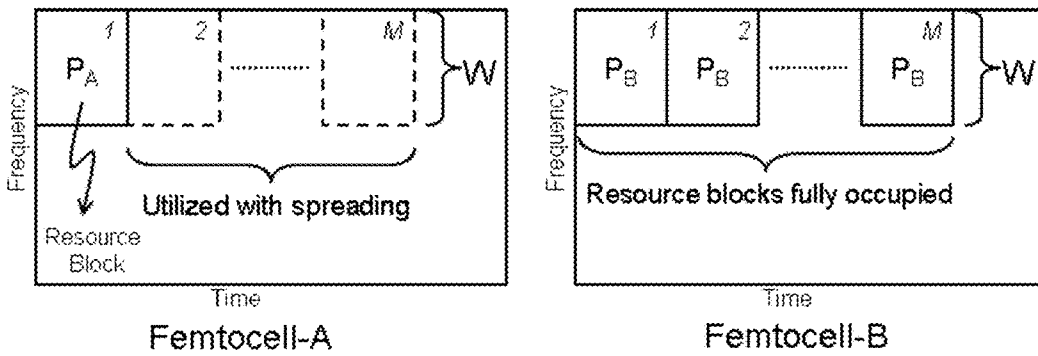 1 2 M
P_A
W
Frequency
Utilized with spreading
Resource
Block
Time
Femtocell-A
1 2 M
P_B P_B P_B
W
Frequency
Resource blocks fully occupied
Time
Femtocell-B